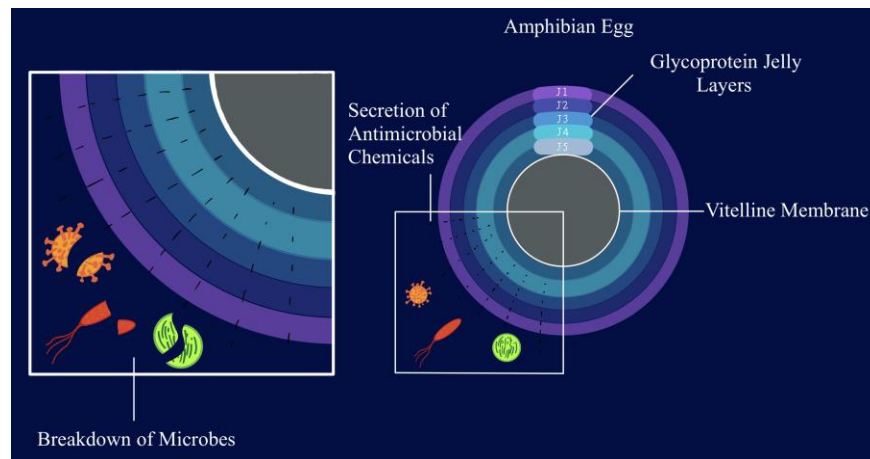 Amphibian Egg
Glycoprotein Jelly
Layers
Secretion of
Antimicrobial
Chemicals
J1
J2
J3
J4
J5
Vitelline Membrane
Breakdown of Microbes